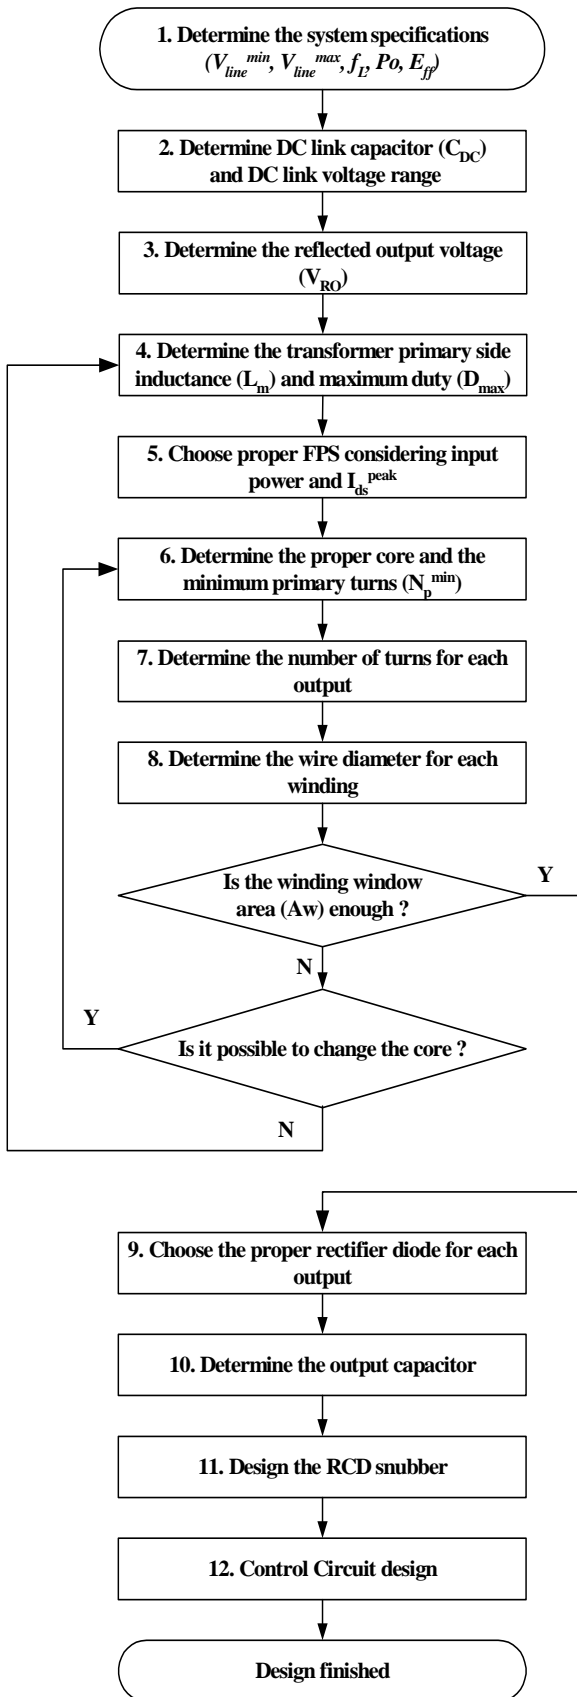 1. Determine the system specifications
(V_line^min, V_line^max, f_L, Po, E_ff)
2. Determine DC link capacitor (C_DC)
and DC link voltage range
3. Determine the reflected output voltage
(V_RO)
4. Determine the transformer primary side
inductance (L_m) and maximum duty (D_max)
5. Choose proper FPS considering input
power and I_ds^peak
6. Determine the proper core and the
minimum primary turns (N_p^min)
7. Determine the number of turns for each
output
8. Determine the wire diameter for each
winding
Is the winding window
area (Aw) enough ?
Y
N
Is it possible to change the core ?
Y
N
9. Choose the proper rectifier diode for each
output
10. Determine the output capacitor
11. Design the RCD snubber
12. Control Circuit design
Design finished